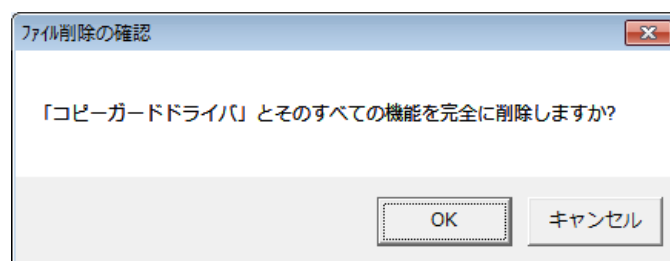 ファイル削除の確認
「コピーガードドライバ」とそのすべての機能を完全に削除しますか?
OK
キャンセル